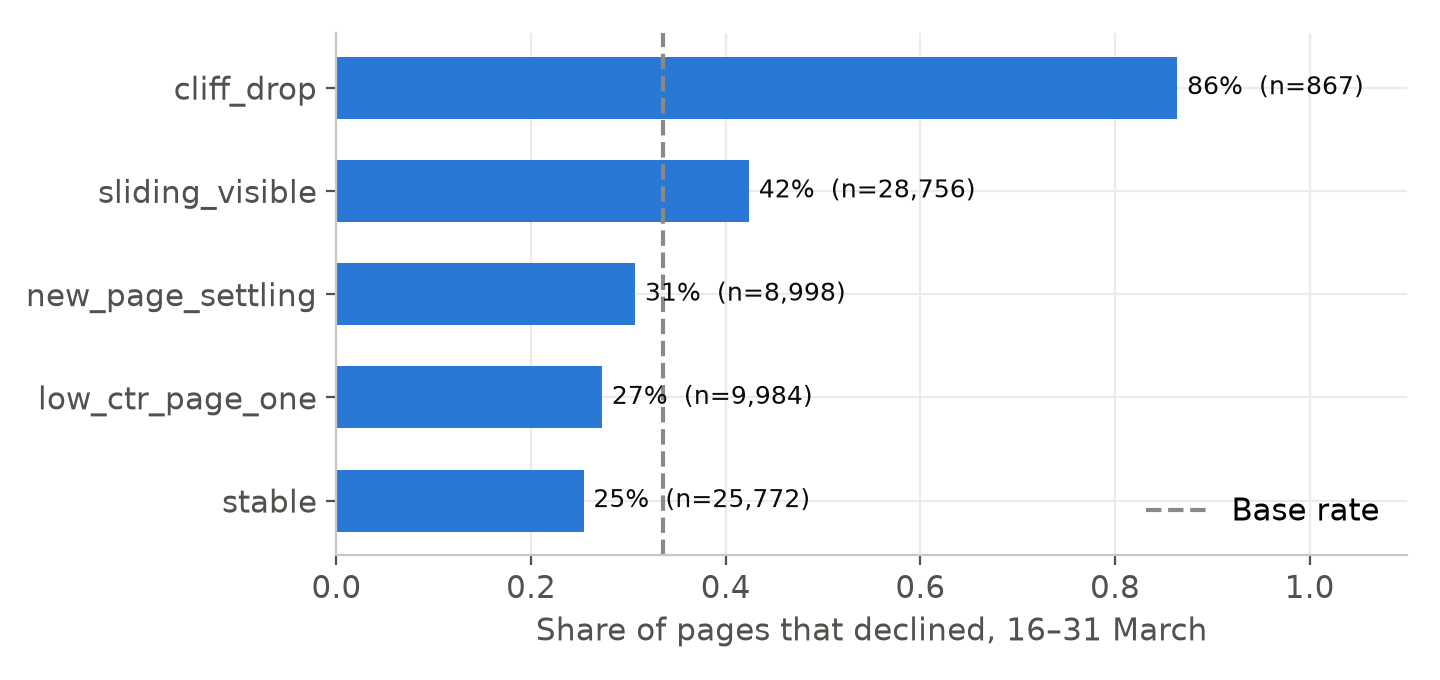 cliff_drop
86%  (n=867)
sliding_visible
42%  (n=28,756)
new_page_settling
31%  (n=8,998)
low_ctr_page_one
27%  (n=9,984)
stable
25%  (n=25,772)
Base rate
0.0 0.2 0.4 0.6 0.8 1.0
Share of pages that declined, 16–31 March